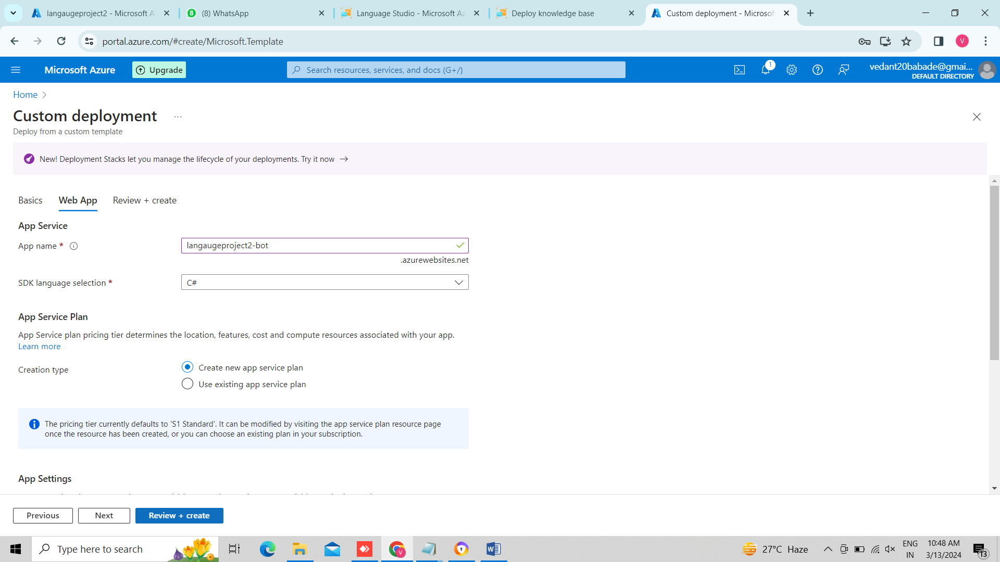 langaugeproject2 - Microsoft A
(8) WhatsApp
Language Studio - Microsoft Az
Deploy knowledge base
Custom deployment - Microsof
portal.azure.com/#create/Microsoft.Template
V
Microsoft Azure
Upgrade
Search resources, services, and docs (G+/)
1
vedant20babade@gmai...
DEFAULT DIRECTORY
Home
Custom deployment
...
Deploy from a custom template
New! Deployment Stacks let you manage the lifecycle of your deployments. Try it now →
Basics
Web App
Review + create
App Service
App name *
langaugeproject2-bot
.azurewebsites.net
SDK language selection *
C#
App Service Plan
App Service plan pricing tier determines the location, features, cost and compute resources associated with your app.
Learn more
Creation type
Create new app service plan
Use existing app service plan
The pricing tier currently defaults to 'S1 Standard'. It can be modified by visiting the app service plan resource page
once the resource has been created, or you can choose an existing plan in your subscription.
App Settings
Previous
Next
Review + create
Type here to search
27°C Haze
ENG
IN
10:48 AM
3/13/2024
13